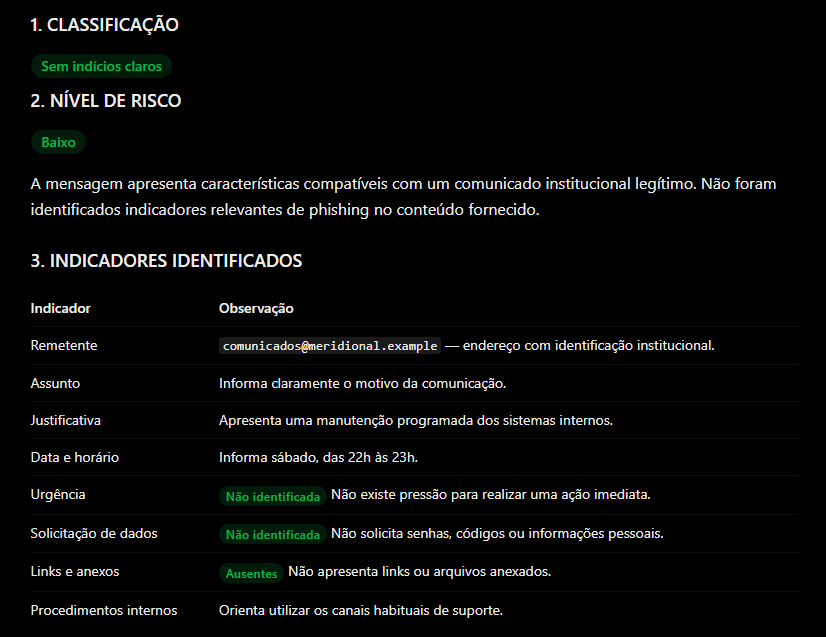 1. CLASSIFICAÇÃO
Sem indícios claros
2. NÍVEL DE RISCO
Baixo
A mensagem apresenta características compatíveis com um comunicado institucional legítimo. Não foram
identificados indicadores relevantes de phishing no conteúdo fornecido.
3. INDICADORES IDENTIFICADOS
Indicador Observação
Remetente comunicados@meridional.example — endereço com identificação institucional.
Assunto Informa claramente o motivo da comunicação.
Justificativa Apresenta uma manutenção programada dos sistemas internos.
Data e horário Informa sábado, das 22h às 23h.
Urgência Não identificada Não existe pressão para realizar uma ação imediata.
Solicitação de dados Não identificada Não solicita senhas, códigos ou informações pessoais.
Links e anexos Ausentes Não apresenta links ou arquivos anexados.
Procedimentos internos Orienta utilizar os canais habituais de suporte.